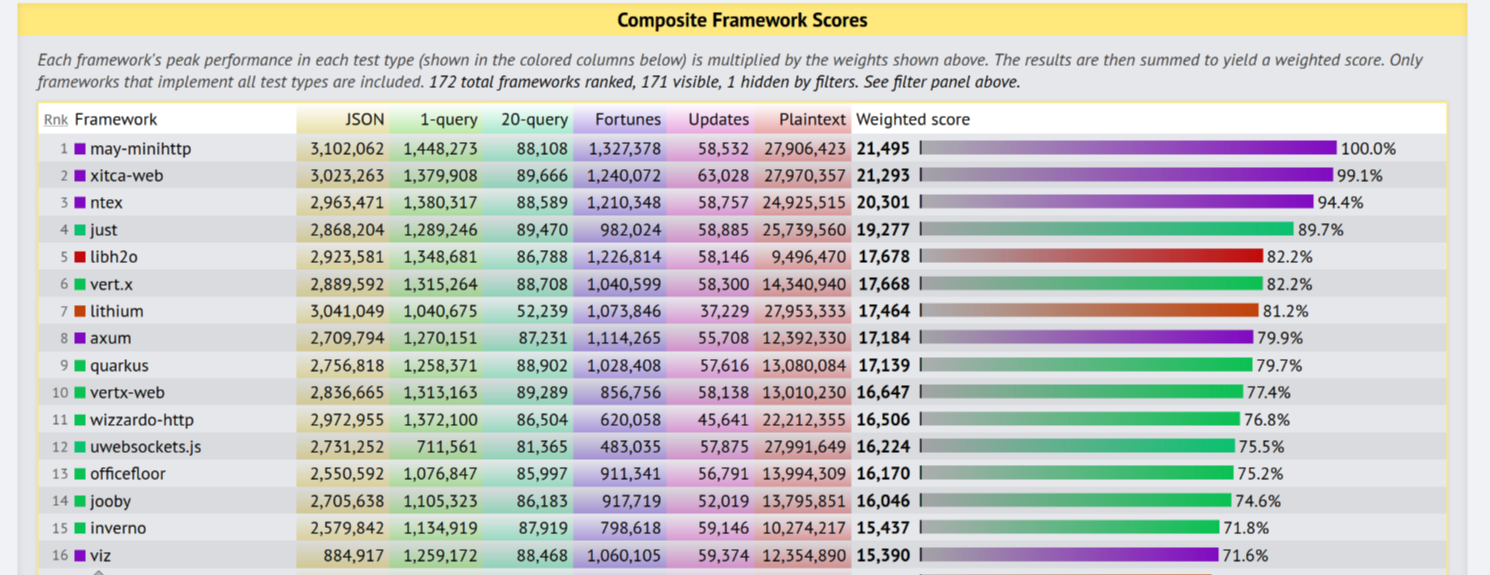 Composite Framework Scores
Each framework's peak performance in each test type (shown in the colored columns below) is multiplied by the weights shown above. The results are then summed to yield a weighted score. Only
frameworks that implement all test types are included. 172 total frameworks ranked, 171 visible, 1 hidden by filters. See filter panel above.
Rnk Framework JSON 1-query 20-query Fortunes Updates Plaintext Weighted score
1 may-minihttp 3,102,062 1,448,273 88,108 1,327,378 58,532 27,906,423 21,495 100.0%
2 xitca-web 3,023,263 1,379,908 89,666 1,240,072 63,028 27,970,357 21,293 99.1%
3 ntex 2,963,471 1,380,317 88,589 1,210,348 58,757 24,925,515 20,301 94.4%
4 just 2,868,204 1,289,246 89,470 982,024 58,885 25,739,560 19,277 89.7%
5 libh2o 2,923,581 1,348,681 86,788 1,226,814 58,146 9,496,470 17,678 82.2%
6 vert.x 2,889,592 1,315,264 88,708 1,040,599 58,300 14,340,940 17,668 82.2%
7 lithium 3,041,049 1,040,675 52,239 1,073,846 37,229 27,953,333 17,464 81.2%
8 axum 2,709,794 1,270,151 87,231 1,114,265 55,708 12,392,330 17,184 79.9%
9 quarkus 2,756,818 1,258,371 88,902 1,028,408 57,616 13,080,084 17,139 79.7%
10 vertx-web 2,836,665 1,313,163 89,289 856,756 58,138 13,010,230 16,647 77.4%
11 wizzardo-http 2,972,955 1,372,100 86,504 620,058 45,641 22,212,355 16,506 76.8%
12 uwebsockets.js 2,731,252 711,561 81,365 483,035 57,875 27,991,649 16,224 75.5%
13 officefloor 2,550,592 1,076,847 85,997 911,341 56,791 13,994,309 16,170 75.2%
14 jooby 2,705,638 1,105,323 86,183 917,719 52,019 13,795,851 16,046 74.6%
15 inverno 2,579,842 1,134,919 87,919 798,618 59,146 10,274,217 15,437 71.8%
16 viz 884,917 1,259,172 88,468 1,060,105 59,374 12,354,890 15,390 71.6%